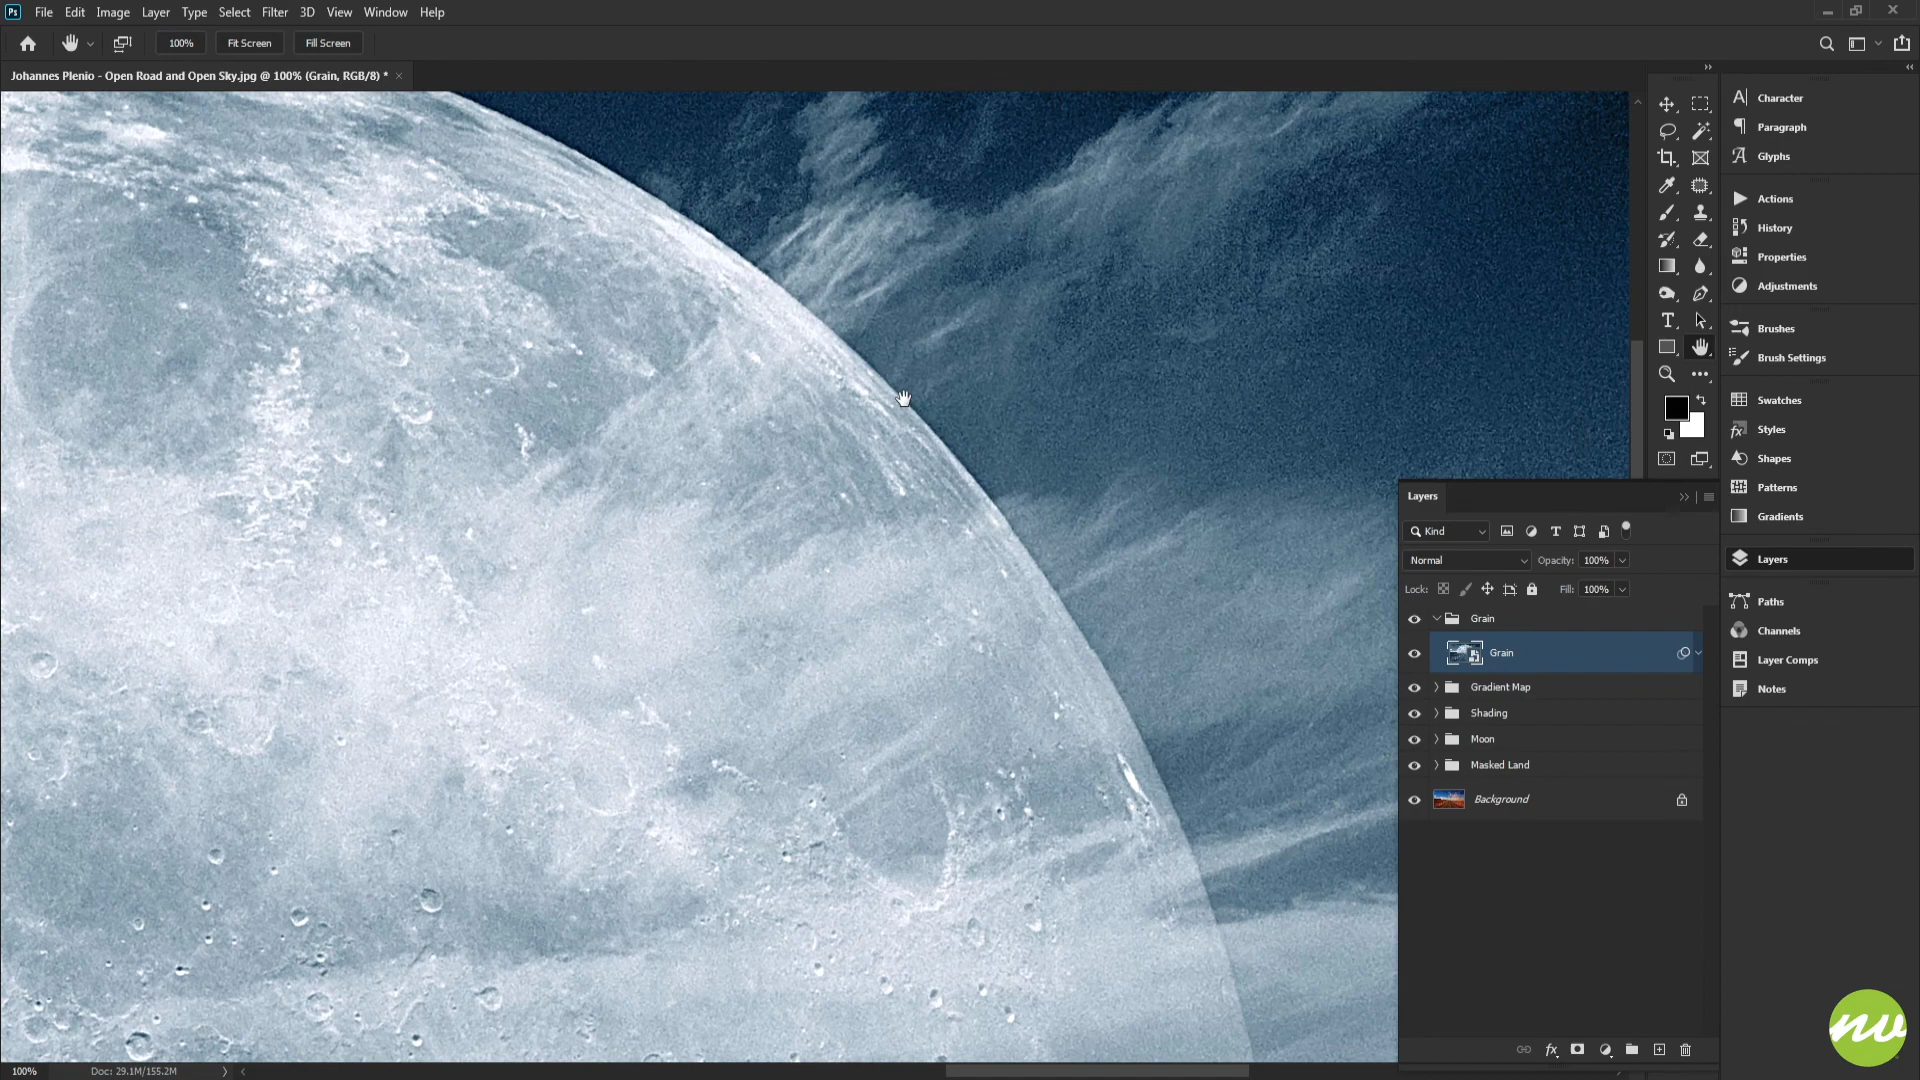 Ps File Edit Image Layer Type Select Filter 3D View Window Help
100% Fit Screen Fill Screen
Johannes Plenio - Open Road and Open Sky.jpg @ 100% (Grain, RGB/8) *
Character
Paragraph
Glyphs
Actions
History
Properties
Adjustments
Brushes
Brush Settings
Swatches
Styles
Shapes
Patterns
Gradients
Layers
Paths
Channels
Layer Comps
Notes
Layers
Kind
Normal Opacity: 100%
Lock: Fill: 100%
Grain
Grain
Gradient Map
Shading
Moon
Masked Land
Background
fx
100% Doc: 29.1M/155.2M
nv